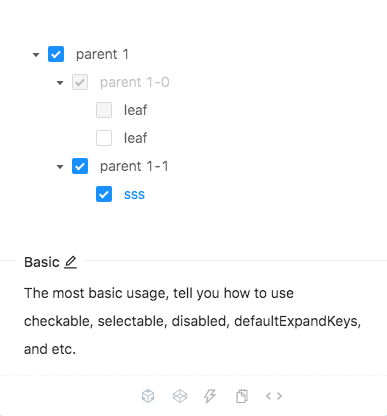 parent 1
parent 1-0
leaf
leaf
parent 1-1
sss
Basic
The most basic usage, tell you how to use
checkable, selectable, disabled, defaultExpandKeys,
and etc.